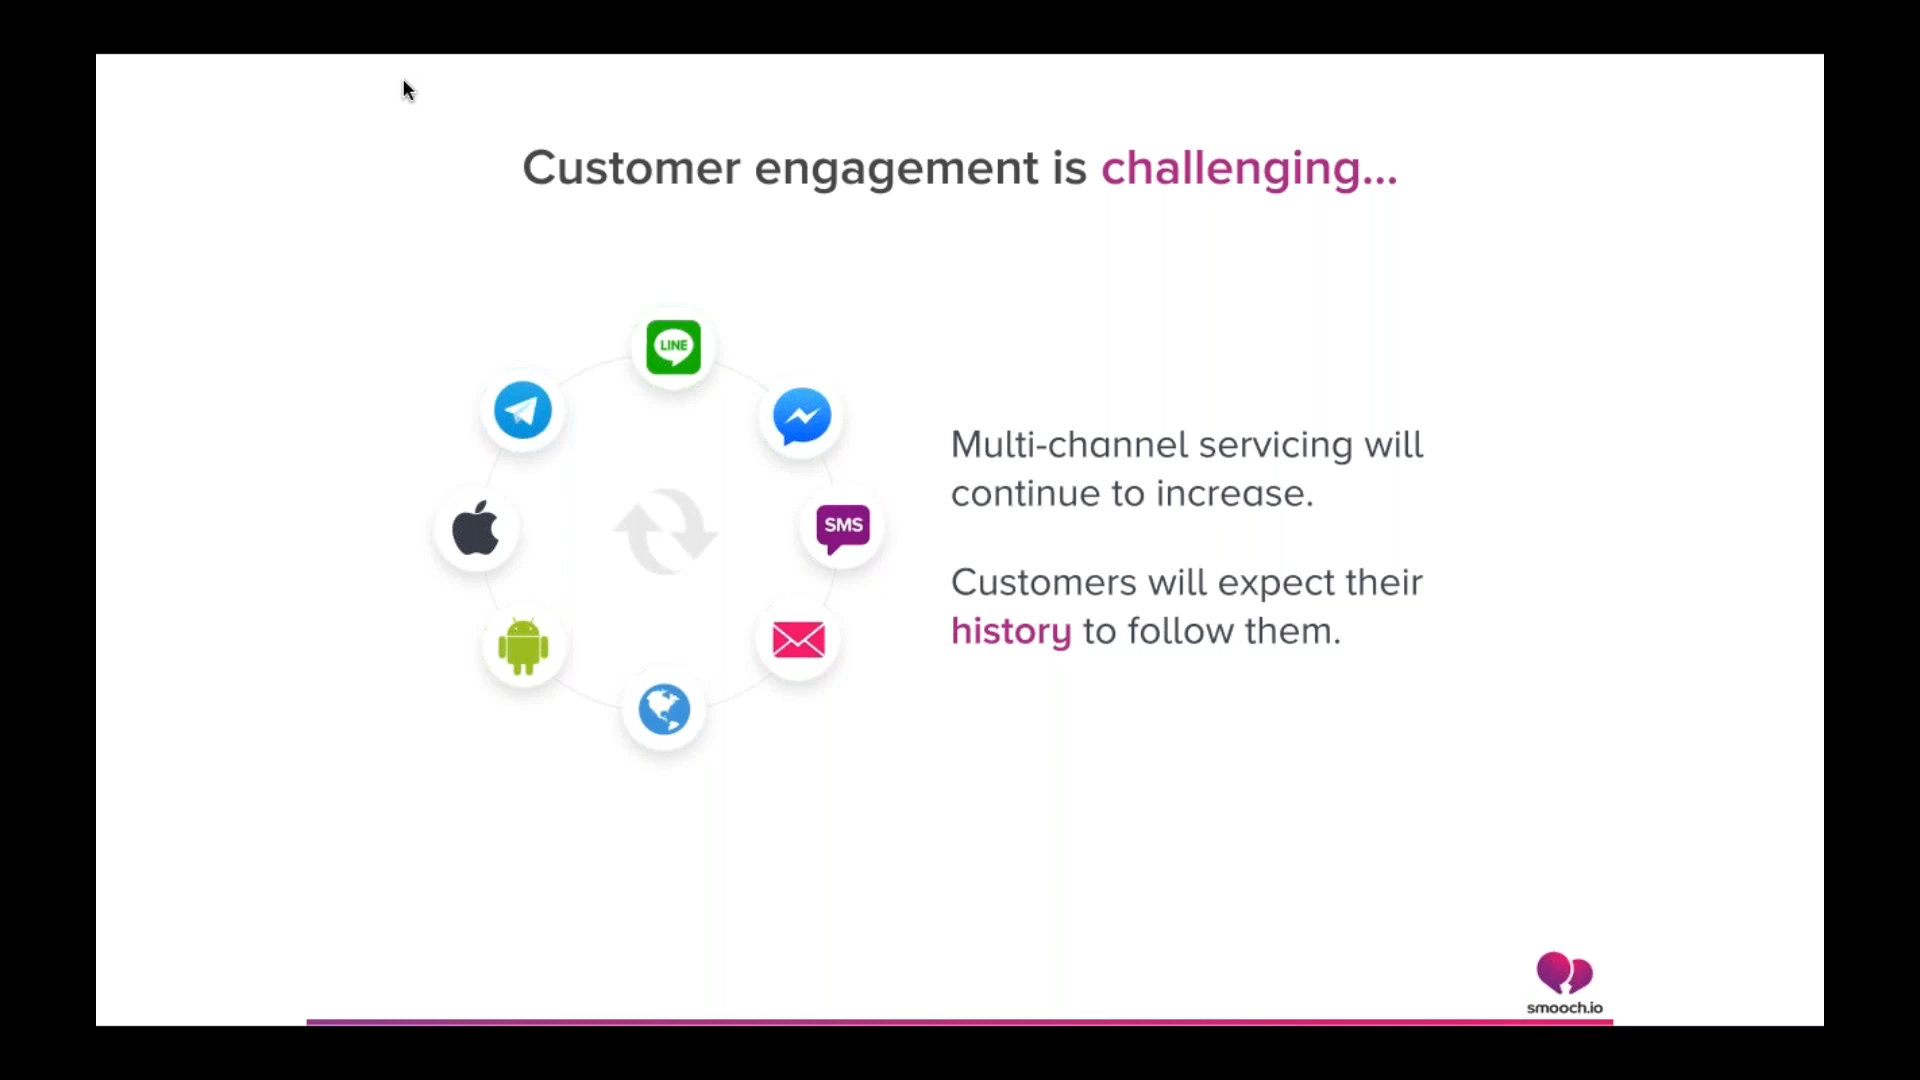 Customer engagement is challenging...
LINE
SMS
Multi-channel servicing will
continue to increase.
Customers will expect their
history to follow them.
smooch.io